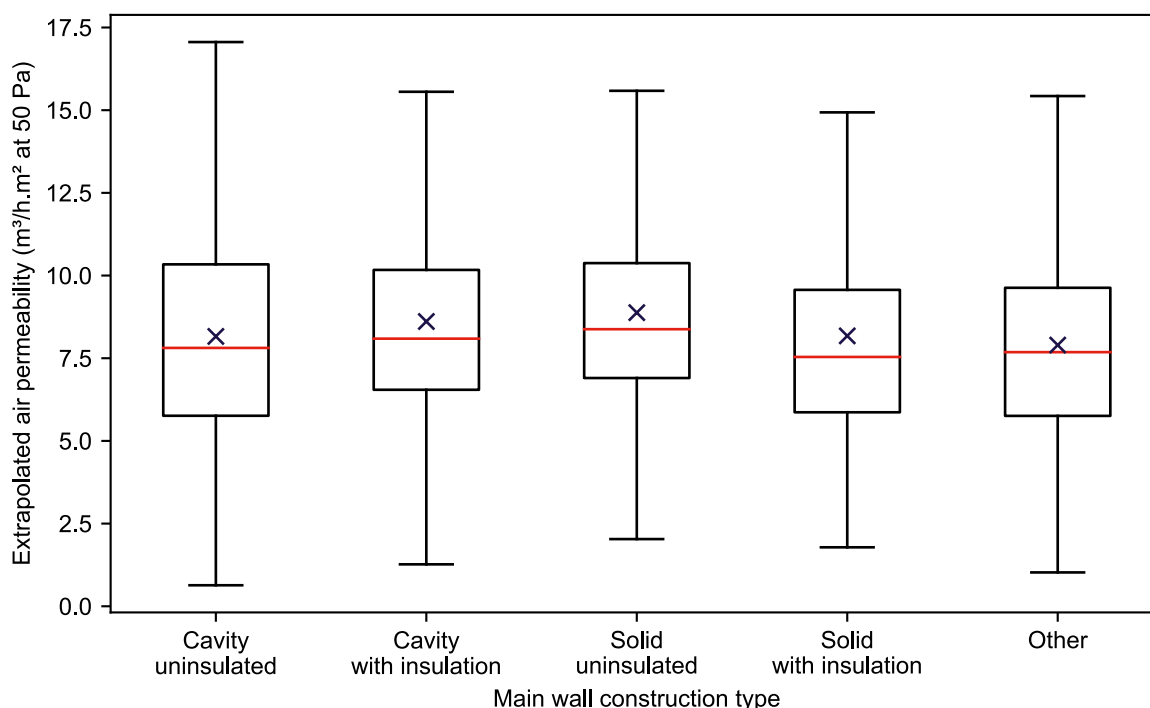 Extrapolated air permeability (m³/h.m² at 50 Pa)
17.5
15.0
12.5
10.0
7.5
5.0
2.5
0.0
Cavity
uninsulated
Cavity
with insulation
Solid
uninsulated
Solid
with insulation
Other
Main wall construction type